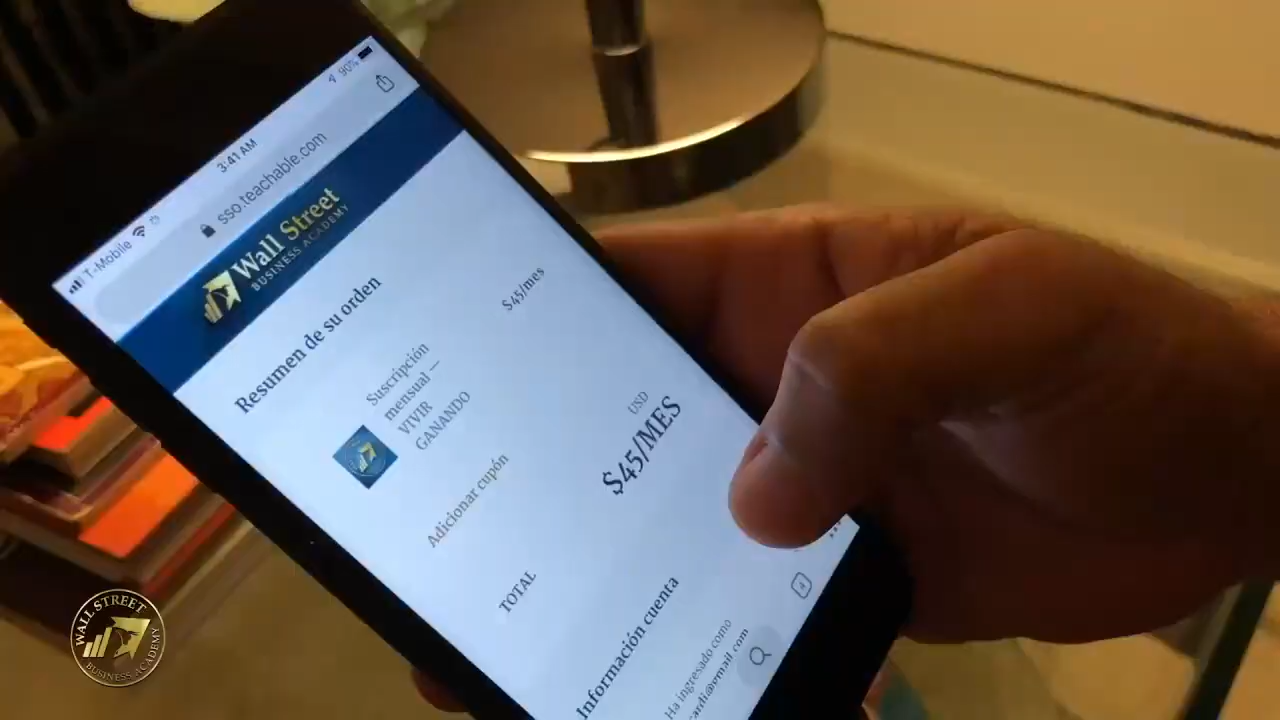 T-Mobile
3:41 AM
90%
sso.teachable.com
Wall Street
BUSINESS ACADEMY
Resumen de su orden
Suscripción
mensual —
VIVIR
GANANDO
$45/mes
Adicionar cupón
USD
TOTAL
$45/MES
Información cuenta
Ha ingresado como
WALL STREET
BUSINESS ACADEMY